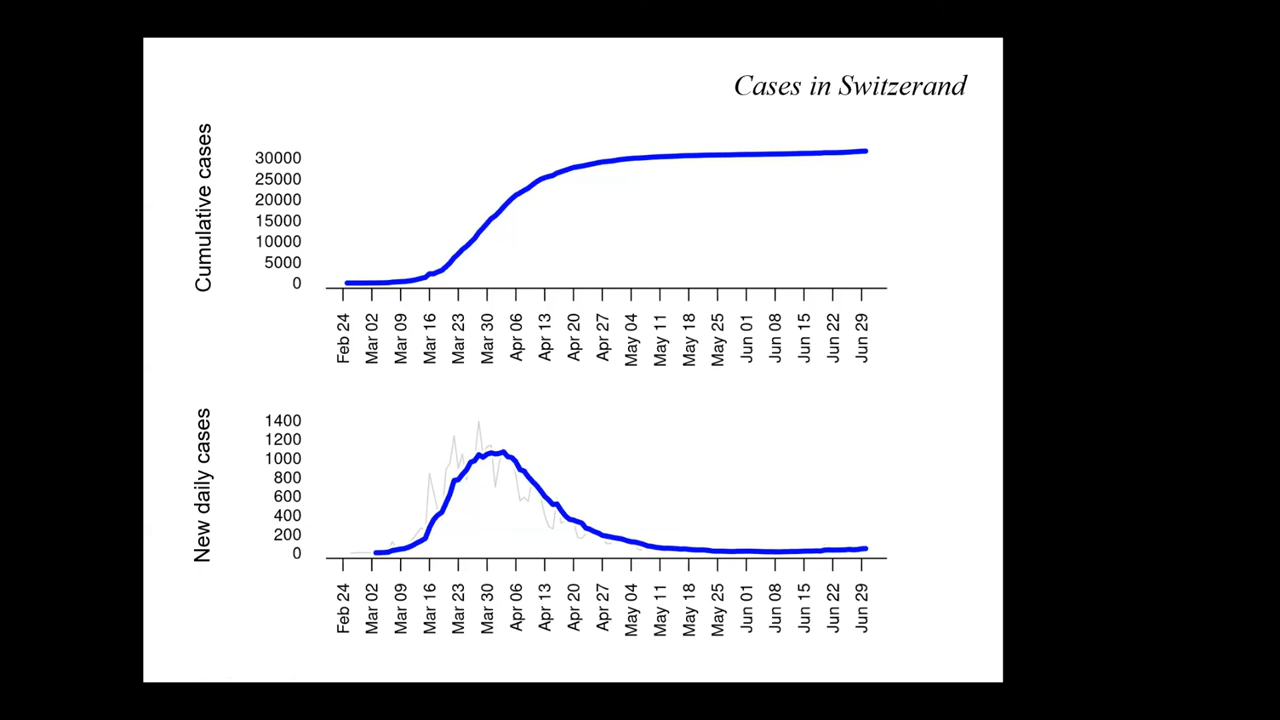 Cases in Switzerand
Cumulative cases
30000
25000
20000
15000
10000
5000
0
Feb 24
Mar 02
Mar 09
Mar 16
Mar 23
Mar 30
Apr 06
Apr 13
Apr 20
Apr 27
May 04
May 11
May 18
May 25
Jun 01
Jun 08
Jun 15
Jun 22
Jun 29
New daily cases
1400
1200
1000
800
600
400
200
0
Feb 24
Mar 02
Mar 09
Mar 16
Mar 23
Mar 30
Apr 06
Apr 13
Apr 20
Apr 27
May 04
May 11
May 18
May 25
Jun 01
Jun 08
Jun 15
Jun 22
Jun 29